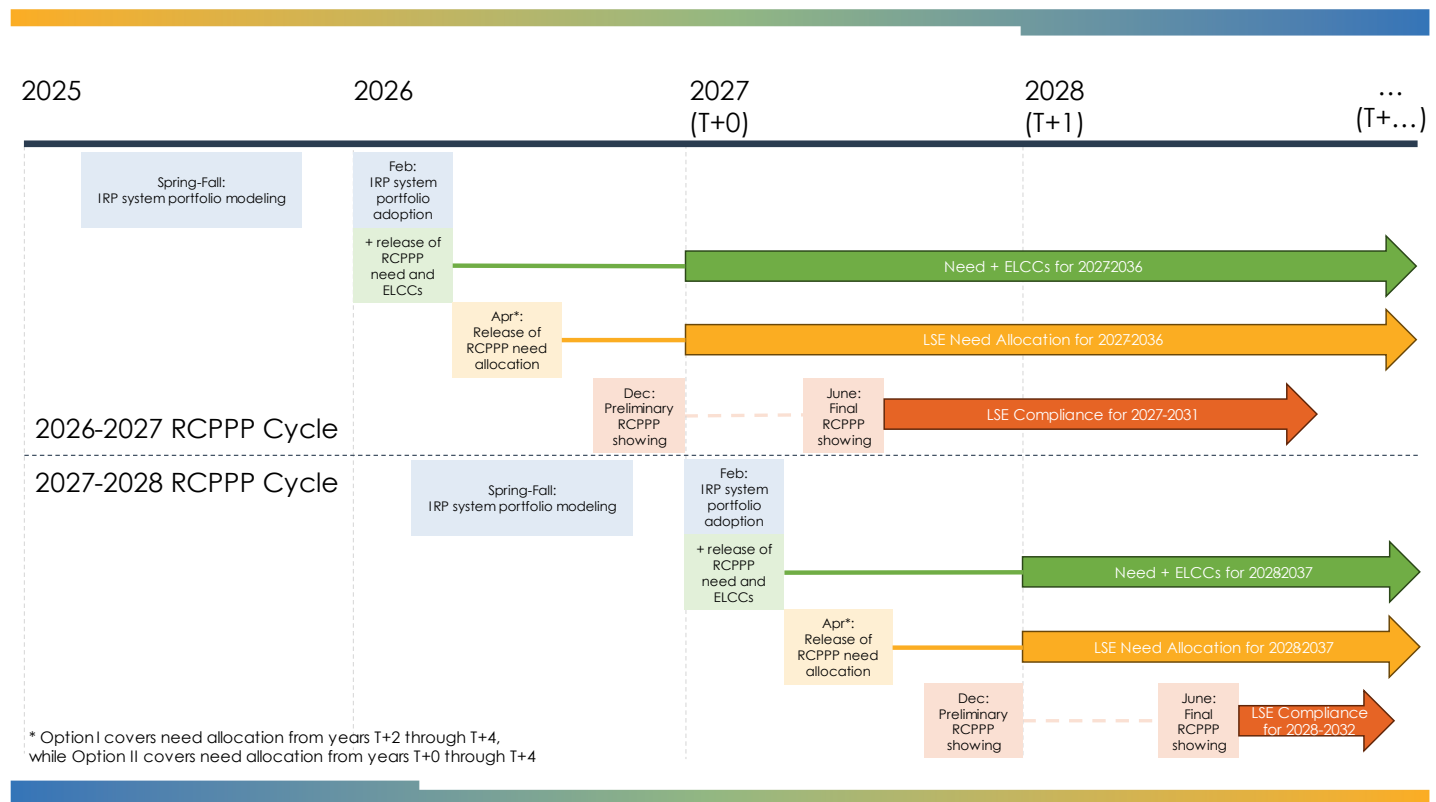 2025
2026
2027
(T+0)
2028
(T+1)
…
(T+…)
Spring-Fall:
IRP system portfolio modeling
Feb:
IRP system
portfolio
adoption
+ release of
RCPPP
need and
ELCCs
Need + ELCCs for 2027-2036
Apr*:
Release of
RCPPP need
allocation
LSE Need Allocation for 2027-2036
Dec:
Preliminary
RCPPP
showing
June:
Final
RCPPP
showing
LSE Compliance for 2027-2031
2026-2027 RCPPP Cycle
2027-2028 RCPPP Cycle
Spring-Fall:
IRP system portfolio modeling
Feb:
IRP system
portfolio
adoption
+ release of
RCPPP
need and
ELCCs
Need + ELCCs for 2028-2037
Apr*:
Release of
RCPPP need
allocation
LSE Need Allocation for 2028-2037
Dec:
Preliminary
RCPPP
showing
June:
Final
RCPPP
showing
LSE Compliance
for 2028-2032
* Option I covers need allocation from years T+2 through T+4,
while Option II covers need allocation from years T+0 through T+4